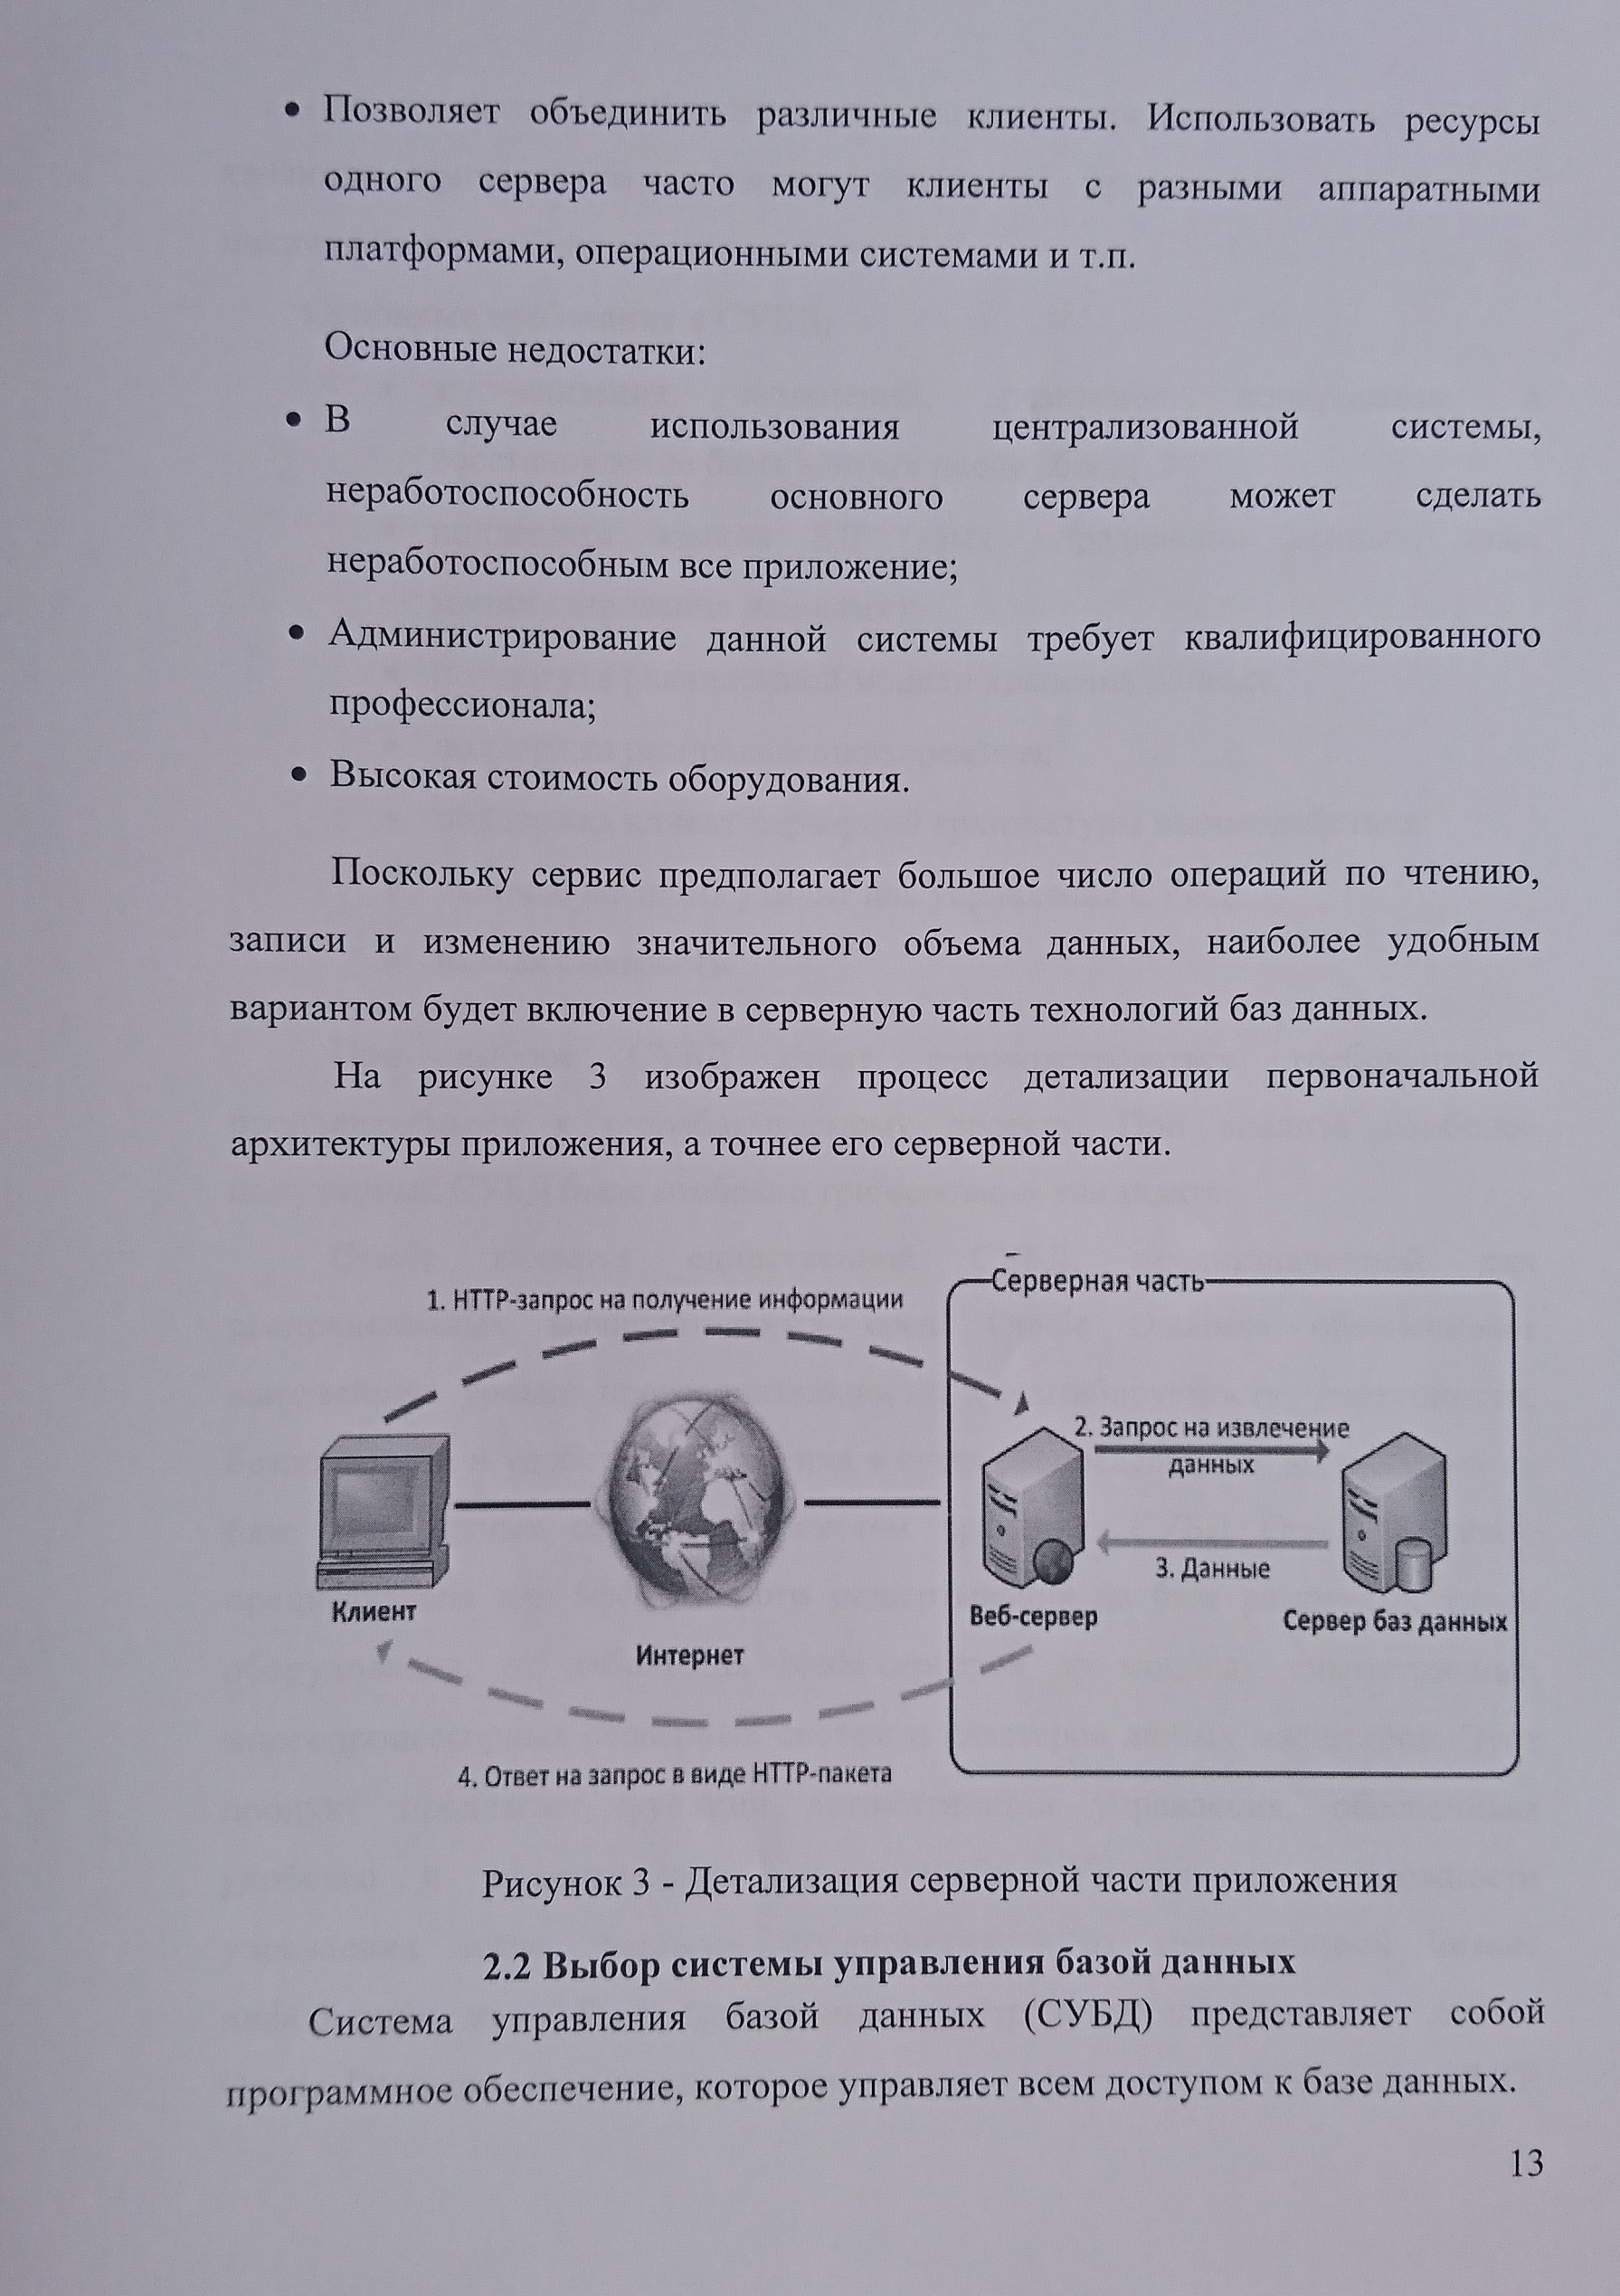 • Позволяет объединить различные клиенты. Использовать ресурсы
одного сервера часто могут клиенты с разными аппаратными
платформами, операционными системами и т.п.
Основные недостатки:
• В случае использования централизованной системы,
неработоспособность основного сервера может сделать
неработоспособным все приложение;
• Администрирование данной системы требует квалифицированного
профессионала;
• Высокая стоимость оборудования.
Поскольку сервис предполагает большое число операций по чтению,
записи и изменению значительного объема данных, наиболее удобным
вариантом будет включение в серверную часть технологий баз данных.
На рисунке 3 изображен процесс детализации первоначальной
архитектуры приложения, а точнее его серверной части.
Серверная часть
1. HTTP-запрос на получение информации
2. Запрос на извлечение
данных
3. Данные
Клиент
Интернет
Веб-сервер
Сервер баз данных
4. Ответ на запрос в виде HTTP-пакета
Рисунок 3 - Детализация серверной части приложения
2.2 Выбор системы управления базой данных
Система управления базой данных (СУБД) представляет собой
программное обеспечение, которое управляет всем доступом к базе данных.
13